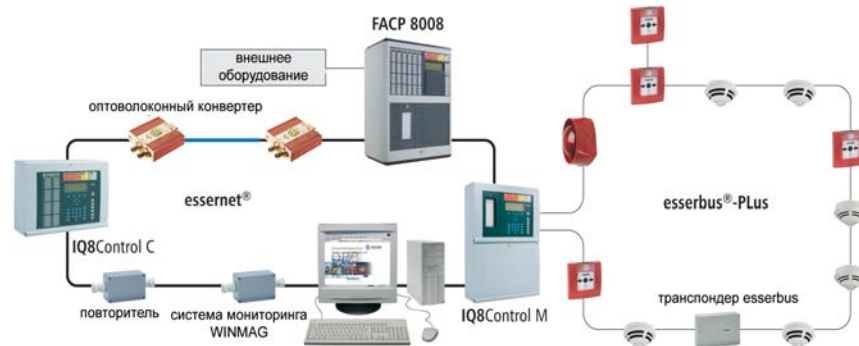 FACP 8008
внешнее
оборудование
оптоволоконный конвертер
essernet®
esserbus®-PLus
IQ8Control C
транспондер esserbus
повторитель
система мониторинга
WINMAG
IQ8Control M